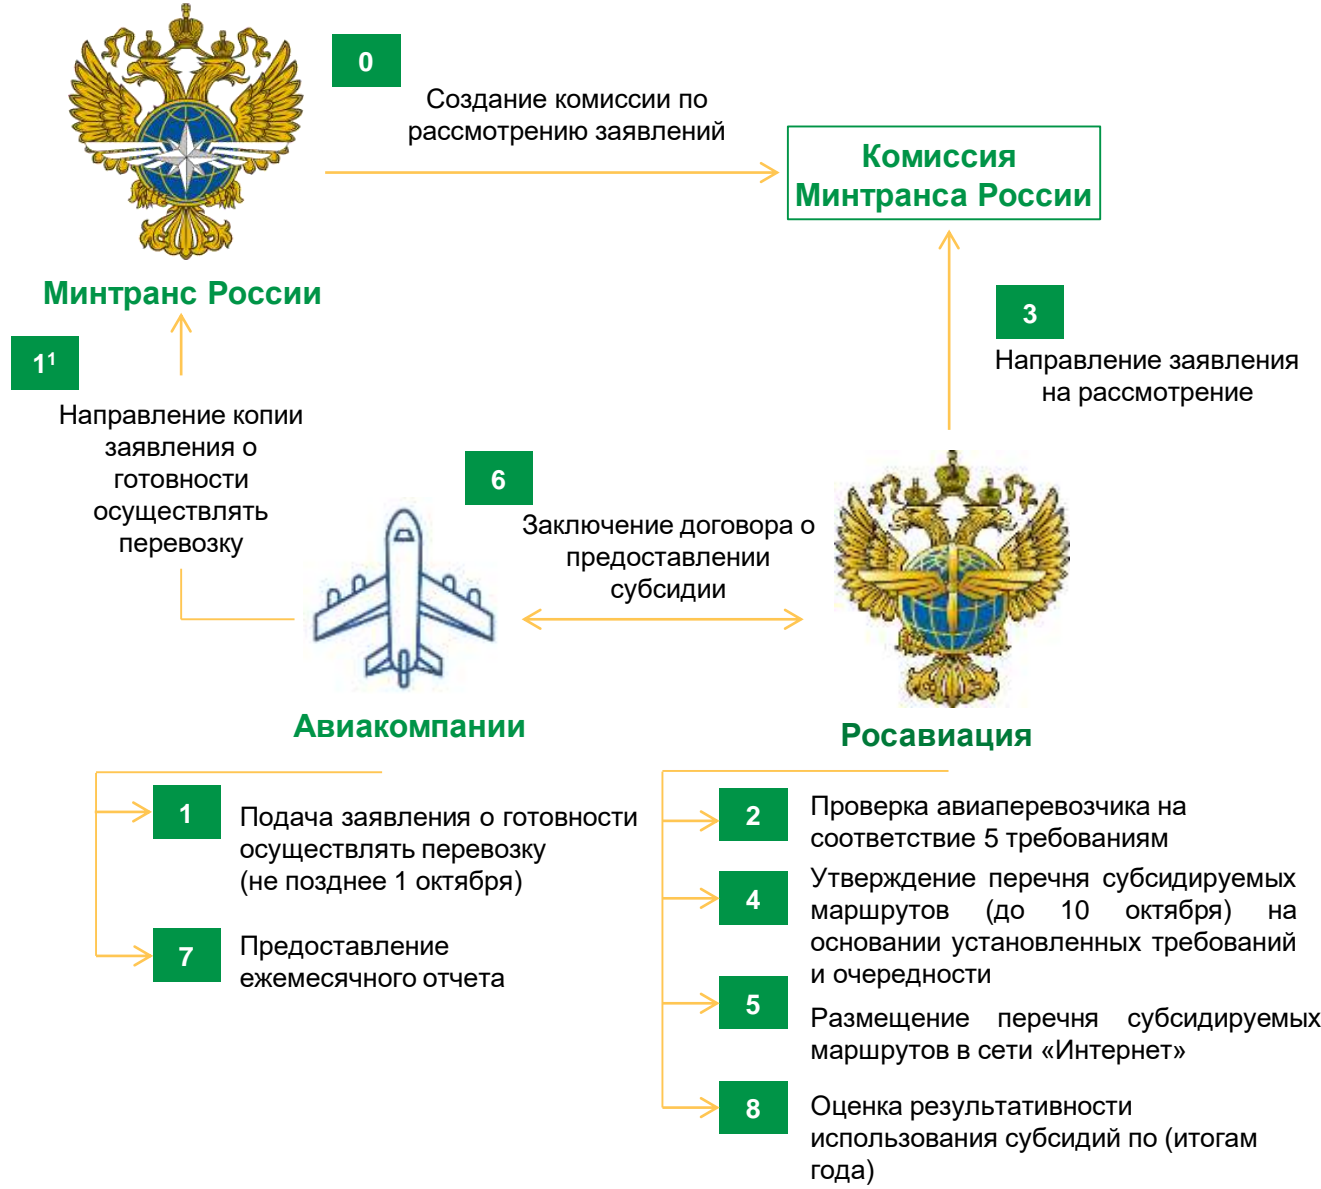 0
Создание комиссии по
рассмотрению заявлений
Комиссия
Минтранса России
Минтранс России
3
Направление заявления
на рассмотрение
1¹
Направление копии
заявления о
готовности
осуществлять
перевозку
6
Заключение договора о
предоставлении
субсидии
Авиакомпании
Росавиация
1
Подача заявления о готовности
осуществлять перевозку
(не позднее 1 октября)
7
Предоставление
ежемесячного отчета
2
Проверка авиаперевозчика на
соответствие 5 требованиям
4
Утверждение перечня субсидируемых
маршрутов (до 10 октября) на
основании установленных требований
и очередности
5
Размещение перечня субсидируемых
маршрутов в сети «Интернет»
8
Оценка результативности
использования субсидий по (итогам
года)